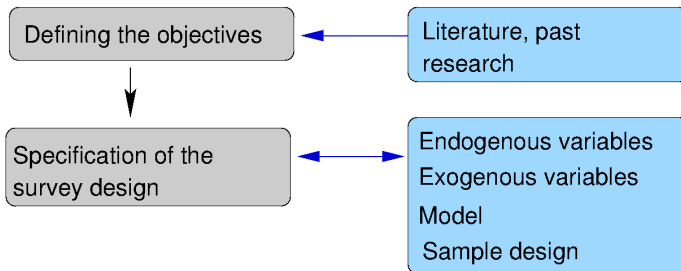 Defining the objectives
Literature, past
research
Specification of the
survey design
Endogenous variables
Exogenous variables
Model
Sample design